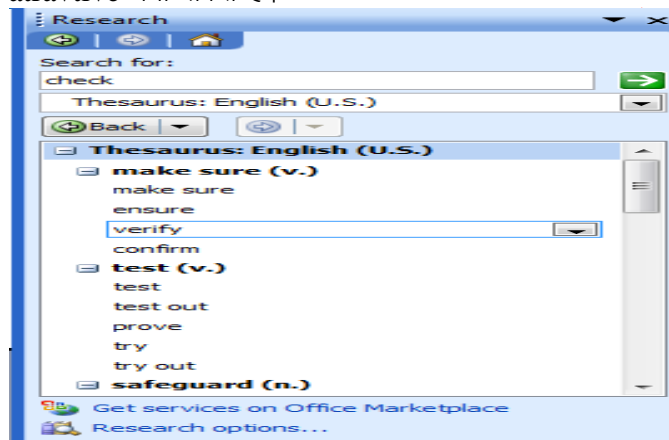 Research
Search for:
check
Thesaurus: English (U.S.)
Back
Thesaurus: English (U.S.)
make sure (v.)
make sure
ensure
verify
confirm
test (v.)
test
test out
prove
try
try out
safeguard (n.)
Get services on Office Marketplace
Research options...